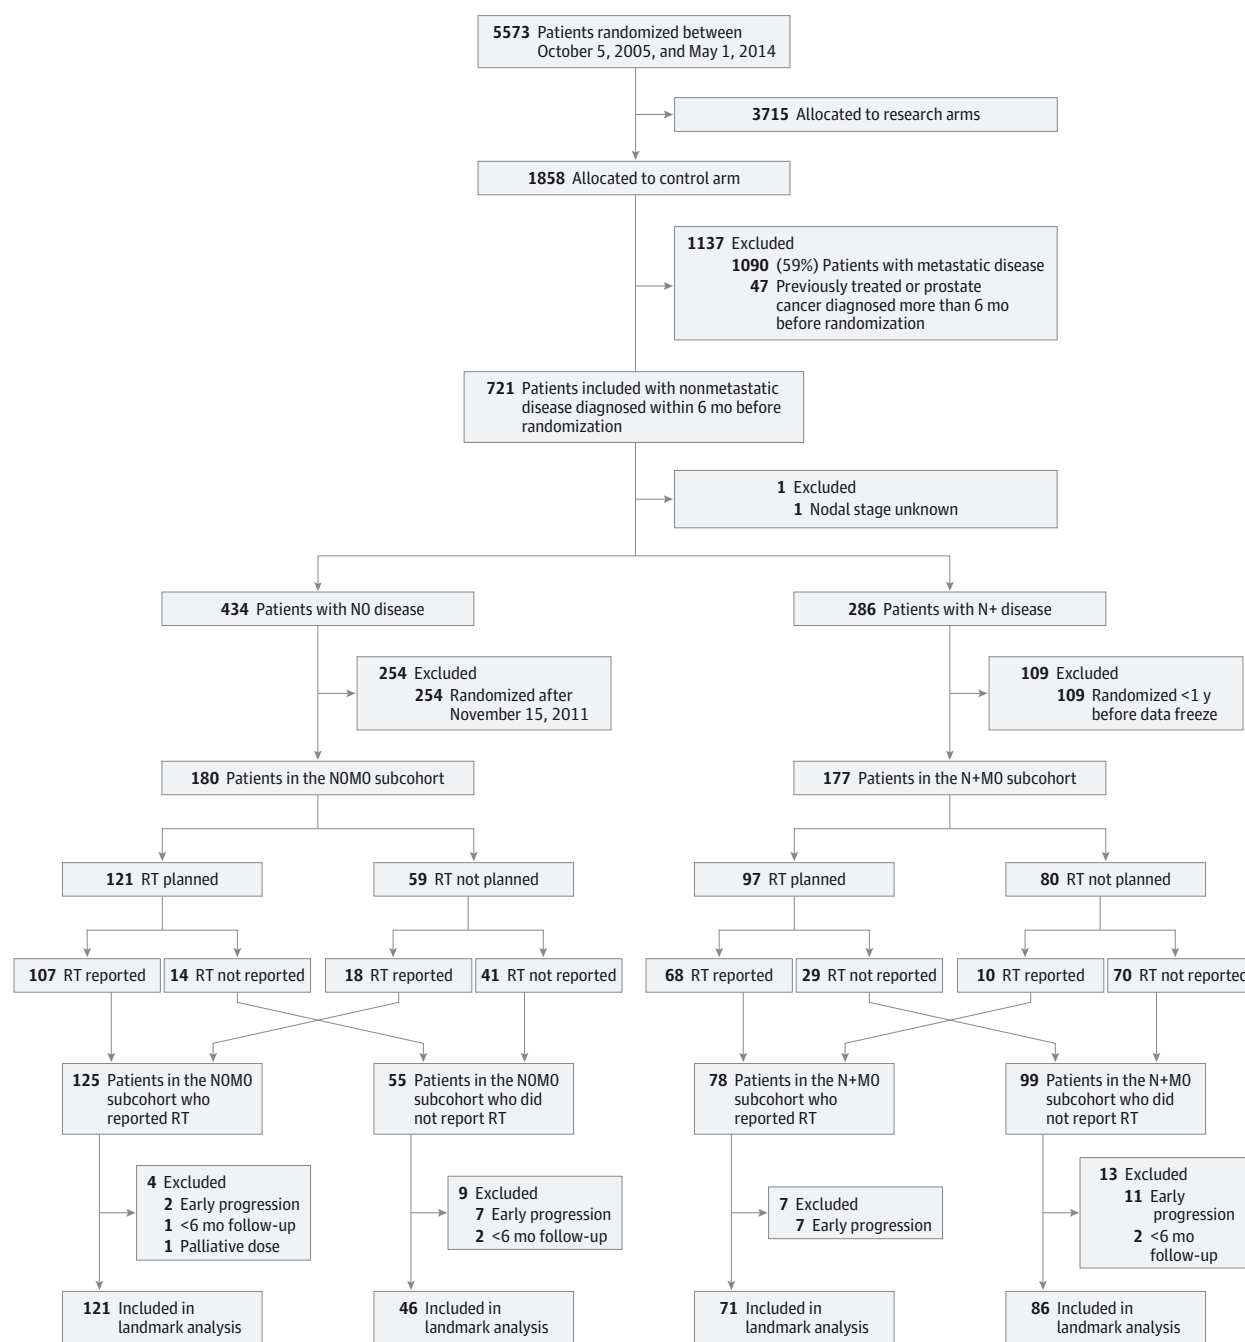 5573 Patients randomized between
October 5, 2005, and May 1, 2014
3715 Allocated to research arms
1858 Allocated to control arm
1137 Excluded
1090 (59%) Patients with metastatic disease
47 Previously treated or prostate
cancer diagnosed more than 6 mo
before randomization
721 Patients included with nonmetastatic
disease diagnosed within 6 mo before
randomization
1 Excluded
1 Nodal stage unknown
434 Patients with N0 disease
286 Patients with N+ disease
254 Excluded
254 Randomized after
November 15, 2011
109 Excluded
109 Randomized <1 y
before data freeze
180 Patients in the N0M0 subcohort
177 Patients in the N+M0 subcohort
121 RT planned
59 RT not planned
97 RT planned
80 RT not planned
107 RT reported
14 RT not reported
18 RT reported
41 RT not reported
68 RT reported
29 RT not reported
10 RT reported
70 RT not reported
125 Patients in the N0M0
subcohort who
reported RT
55 Patients in the N0M0
subcohort who did
not report RT
78 Patients in the N+M0
subcohort who
reported RT
99 Patients in the N+M0
subcohort who did
not report RT
4 Excluded
2 Early progression
1 <6 mo follow-up
1 Palliative dose
9 Excluded
7 Early progression
2 <6 mo follow-up
7 Excluded
7 Early progression
13 Excluded
11 Early
progression
2 <6 mo
follow-up
121 Included in
landmark analysis
46 Included in
landmark analysis
71 Included in
landmark analysis
86 Included in
landmark analysis